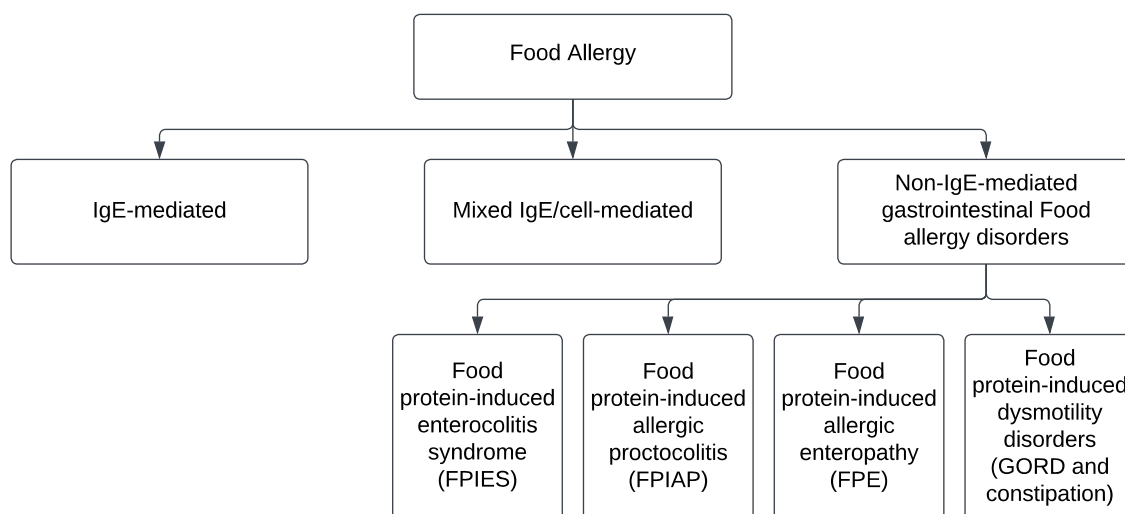 Food Allergy
IgE-mediated
Mixed IgE/cell-mediated
Non-IgE-mediated
gastrointestinal Food
allergy disorders
Food
protein-induced
enterocolitis
syndrome
(FPIES)
Food
protein-induced
allergic
proctocolitis
(FPIAP)
Food
protein-induced
allergic
enteropathy
(FPE)
Food
protein-induced
dysmotility
disorders
(GORD and
constipation)